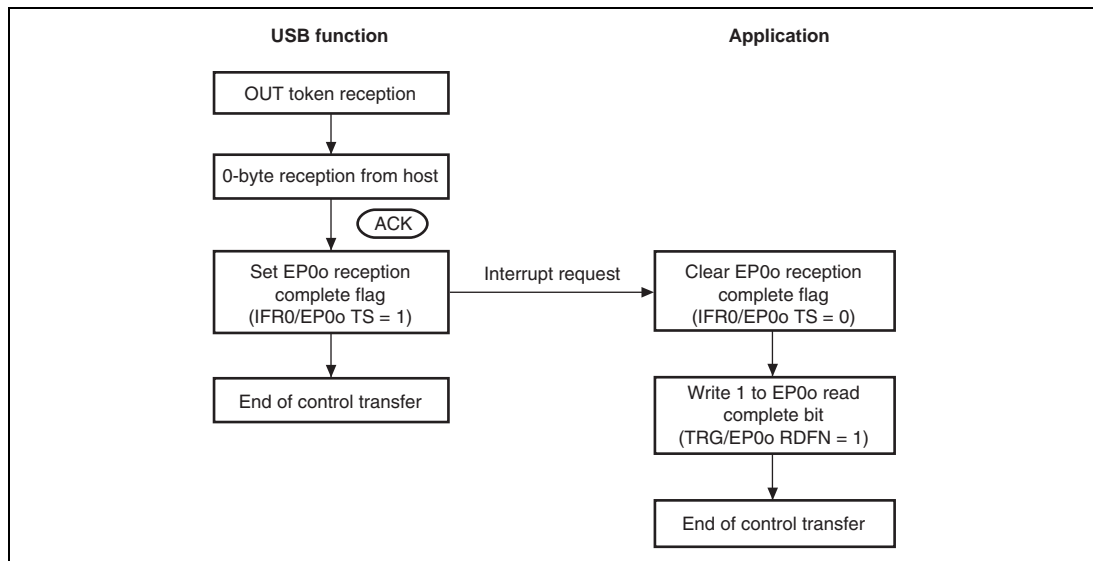 USB function
Application
OUT token reception
0-byte reception from host
ACK
Set EP0o reception
complete flag
(IFR0/EP0o TS = 1)
Interrupt request
Clear EP0o reception
complete flag
(IFR0/EP0o TS = 0)
End of control transfer
Write 1 to EP0o read
complete bit
(TRG/EP0o RDFN = 1)
End of control transfer